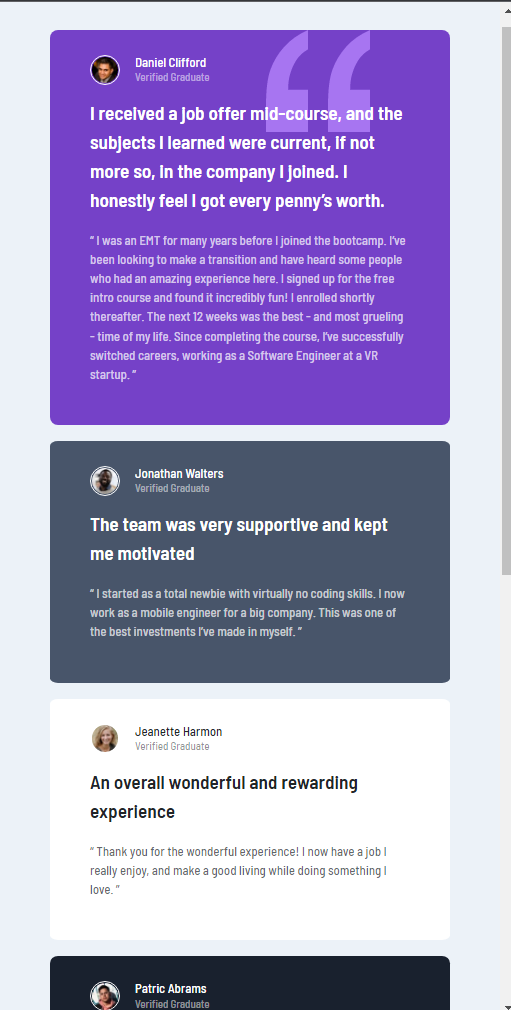 Daniel Clifford
Verified Graduate
I received a job offer mid-course, and the
subjects I learned were current, if not
more so, in the company I joined. I
honestly feel I got every penny’s worth.
“ I was an EMT for many years before I joined the bootcamp. I’ve
been looking to make a transition and have heard some people
who had an amazing experience here. I signed up for the free
intro course and found it incredibly fun! I enrolled shortly
thereafter. The next 12 weeks was the best - and most grueling
- time of my life. Since completing the course, I’ve successfully
switched careers, working as a Software Engineer at a VR
startup. ”
Jonathan Walters
Verified Graduate
The team was very supportive and kept
me motivated
“ I started as a total newbie with virtually no coding skills. I now
work as a mobile engineer for a big company. This was one of
the best investments I’ve made in myself. ”
Jeanette Harmon
Verified Graduate
An overall wonderful and rewarding
experience
“ Thank you for the wonderful experience! I now have a job I
really enjoy, and make a good living while doing something I
love. ”
Patric Abrams
Verified Graduate